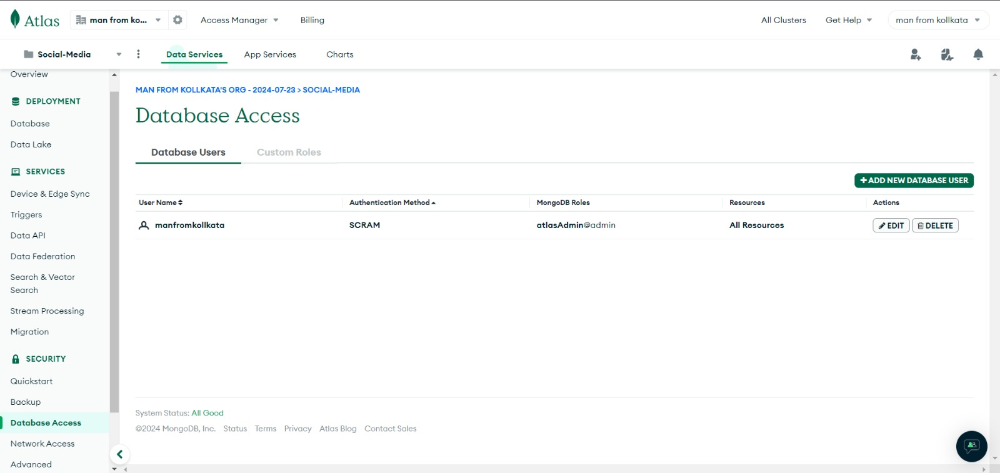 Atlas
man from ko...
Access Manager
Billing
All Clusters
Get Help
man from kollkata
Social-Media
Data Services
App Services
Charts
Overview
DEPLOYMENT
Database
Data Lake
SERVICES
Device & Edge Sync
Triggers
Data API
Data Federation
Search & Vector
Search
Stream Processing
Migration
SECURITY
Quickstart
Backup
Database Access
Network Access
Advanced
MAN FROM KOLLKATA'S ORG - 2024-07-23 > SOCIAL-MEDIA
Database Access
Database Users
Custom Roles
+ ADD NEW DATABASE USER
User Name
Authentication Method
MongoDB Roles
Resources
Actions
manfromkollkata
SCRAM
atlasAdmin@admin
All Resources
EDIT
DELETE
System Status: All Good
©2024 MongoDB, Inc. Status Terms Privacy Atlas Blog Contact Sales